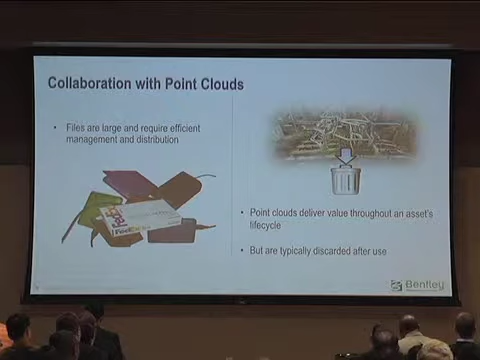 Collaboration with Point Clouds
• Files are large and require efficient
management and distribution
FedEx
• Point clouds deliver value throughout an asset's
lifecycle
• But are typically discarded after use
Bentley